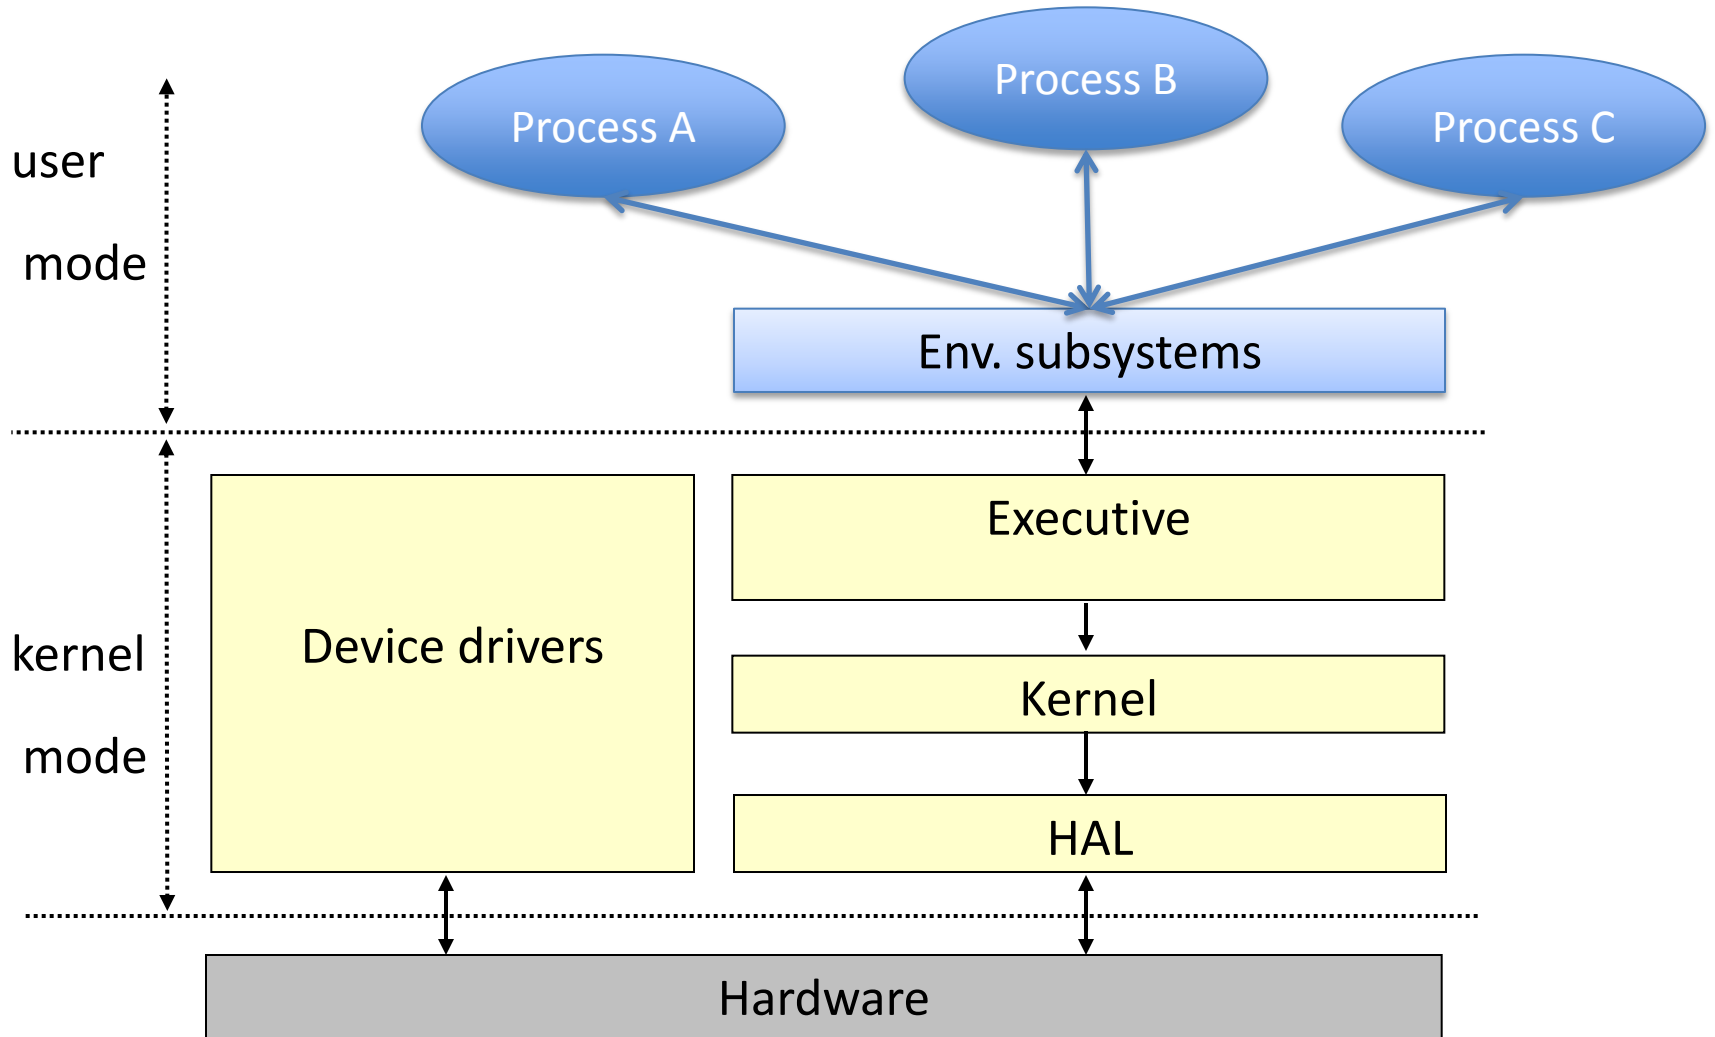 Process A
Process B
Process C
user
mode
Env. subsystems
kernel
mode
Device drivers
Executive
Kernel
HAL
Hardware